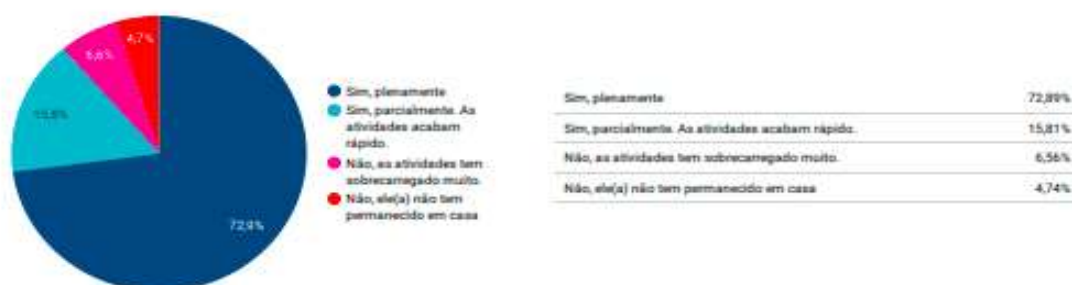 4,7%
6,6%
15,8%
72,9%
Sim, plenamente
Sim, parcialmente. As
atividades acabam
rápido.
Não, as atividades tem
sobrecarregado muito.
Não, ele(a) não tem
permanecido em casa
Sim, plenamente 72,89%
Sim, parcialmente. As atividades acabam rápido. 15,81%
Não, as atividades tem sobrecarregado muito. 6,56%
Não, ele(a) não tem permanecido em casa 4,74%